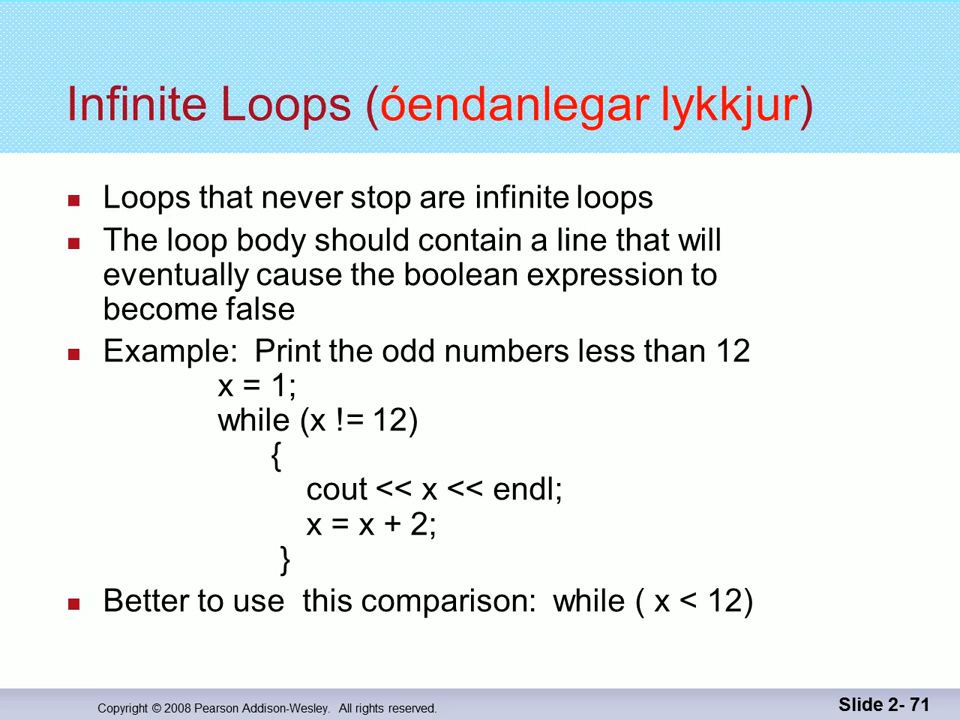 Infinite Loops (óendanlegar lykkjur)
Loops that never stop are infinite loops
The loop body should contain a line that will
eventually cause the boolean expression to
become false
Example:  Print the odd numbers less than 12
x = 1;
while (x != 12)
{
cout << x << endl;
x = x + 2;
}
Better to use  this comparison:  while ( x < 12)
Copyright © 2008 Pearson Addison-Wesley.  All rights reserved.
Slide 2- 71